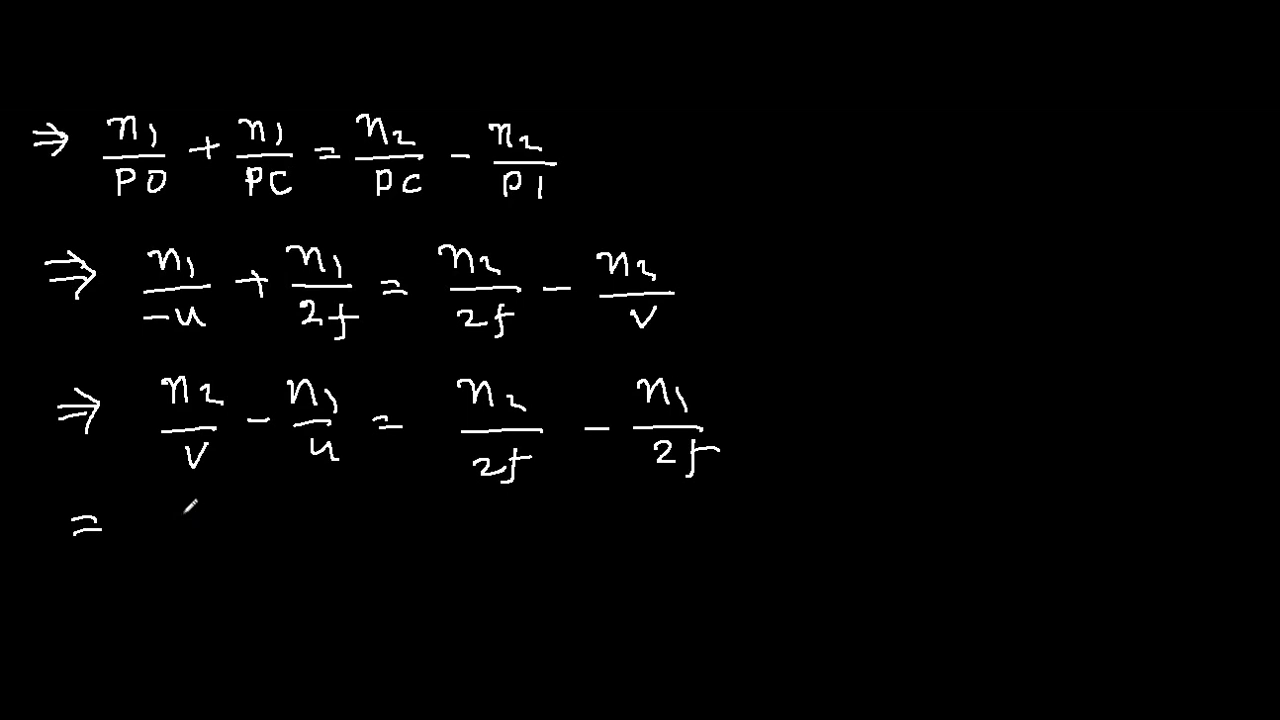 ⇒ n₁/PO + n₁/PC = n₂/PC - n₂/PI
⇒ n₁/-u + n₁/2f = n₂/2f - n₂/v
⇒ n₂/v - n₁/u = n₂/2f - n₁/2f
=